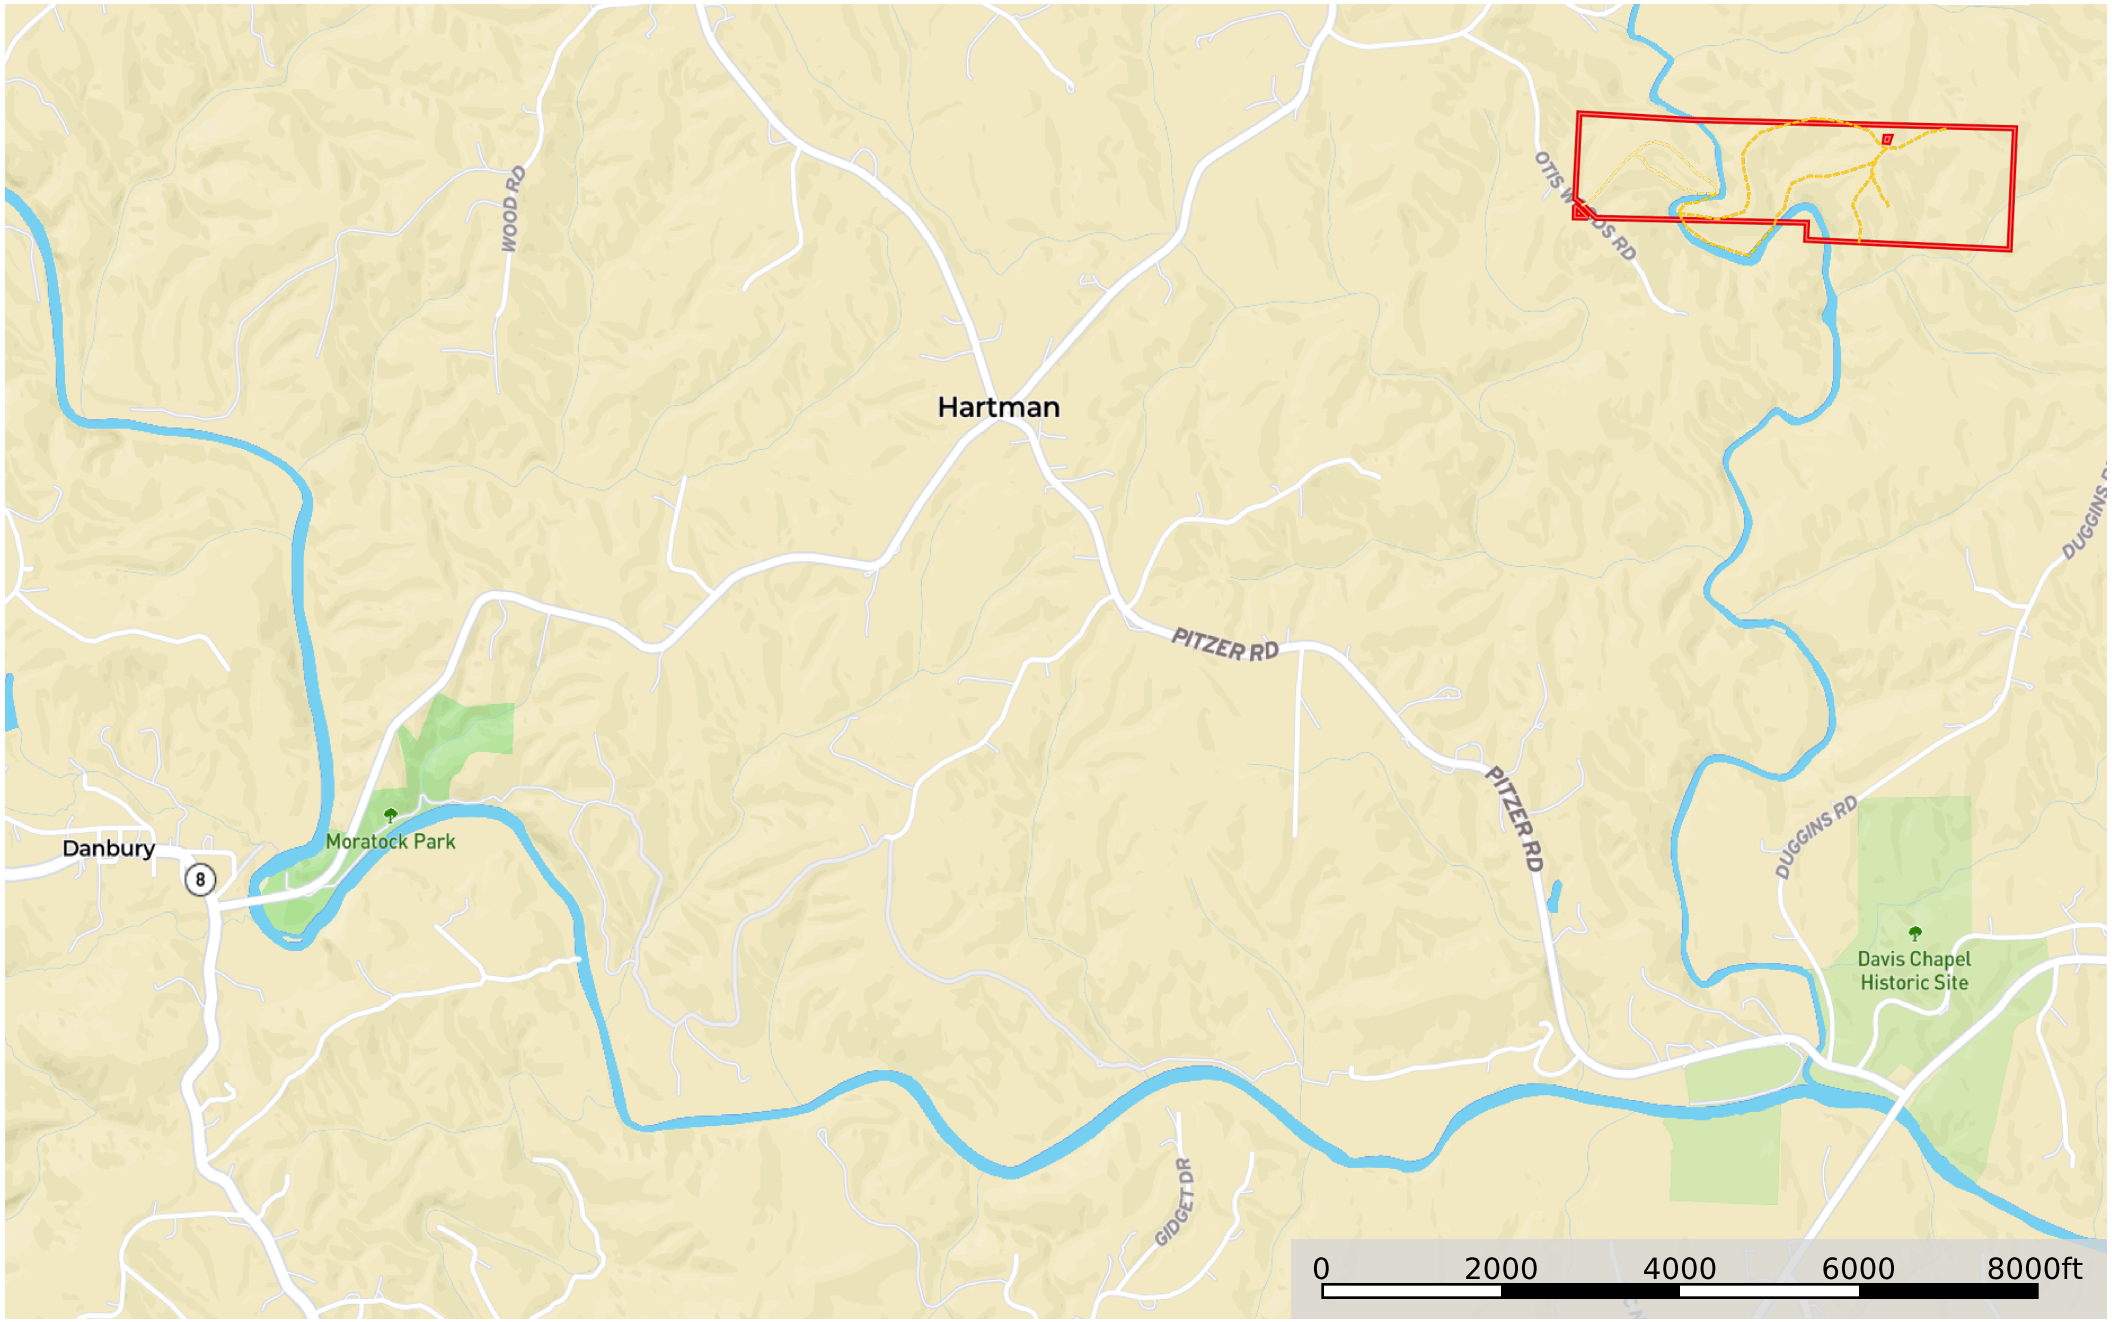 WOOD RD
OTIS WOODS RD
Hartman
DUGGINS R
PITZER RD
PITZER RD
DUGGINS RD
Moratock Park
Danbury
8
Davis Chapel
Historic Site
GIDGET DR
0 2000 4000 6000 8000ft